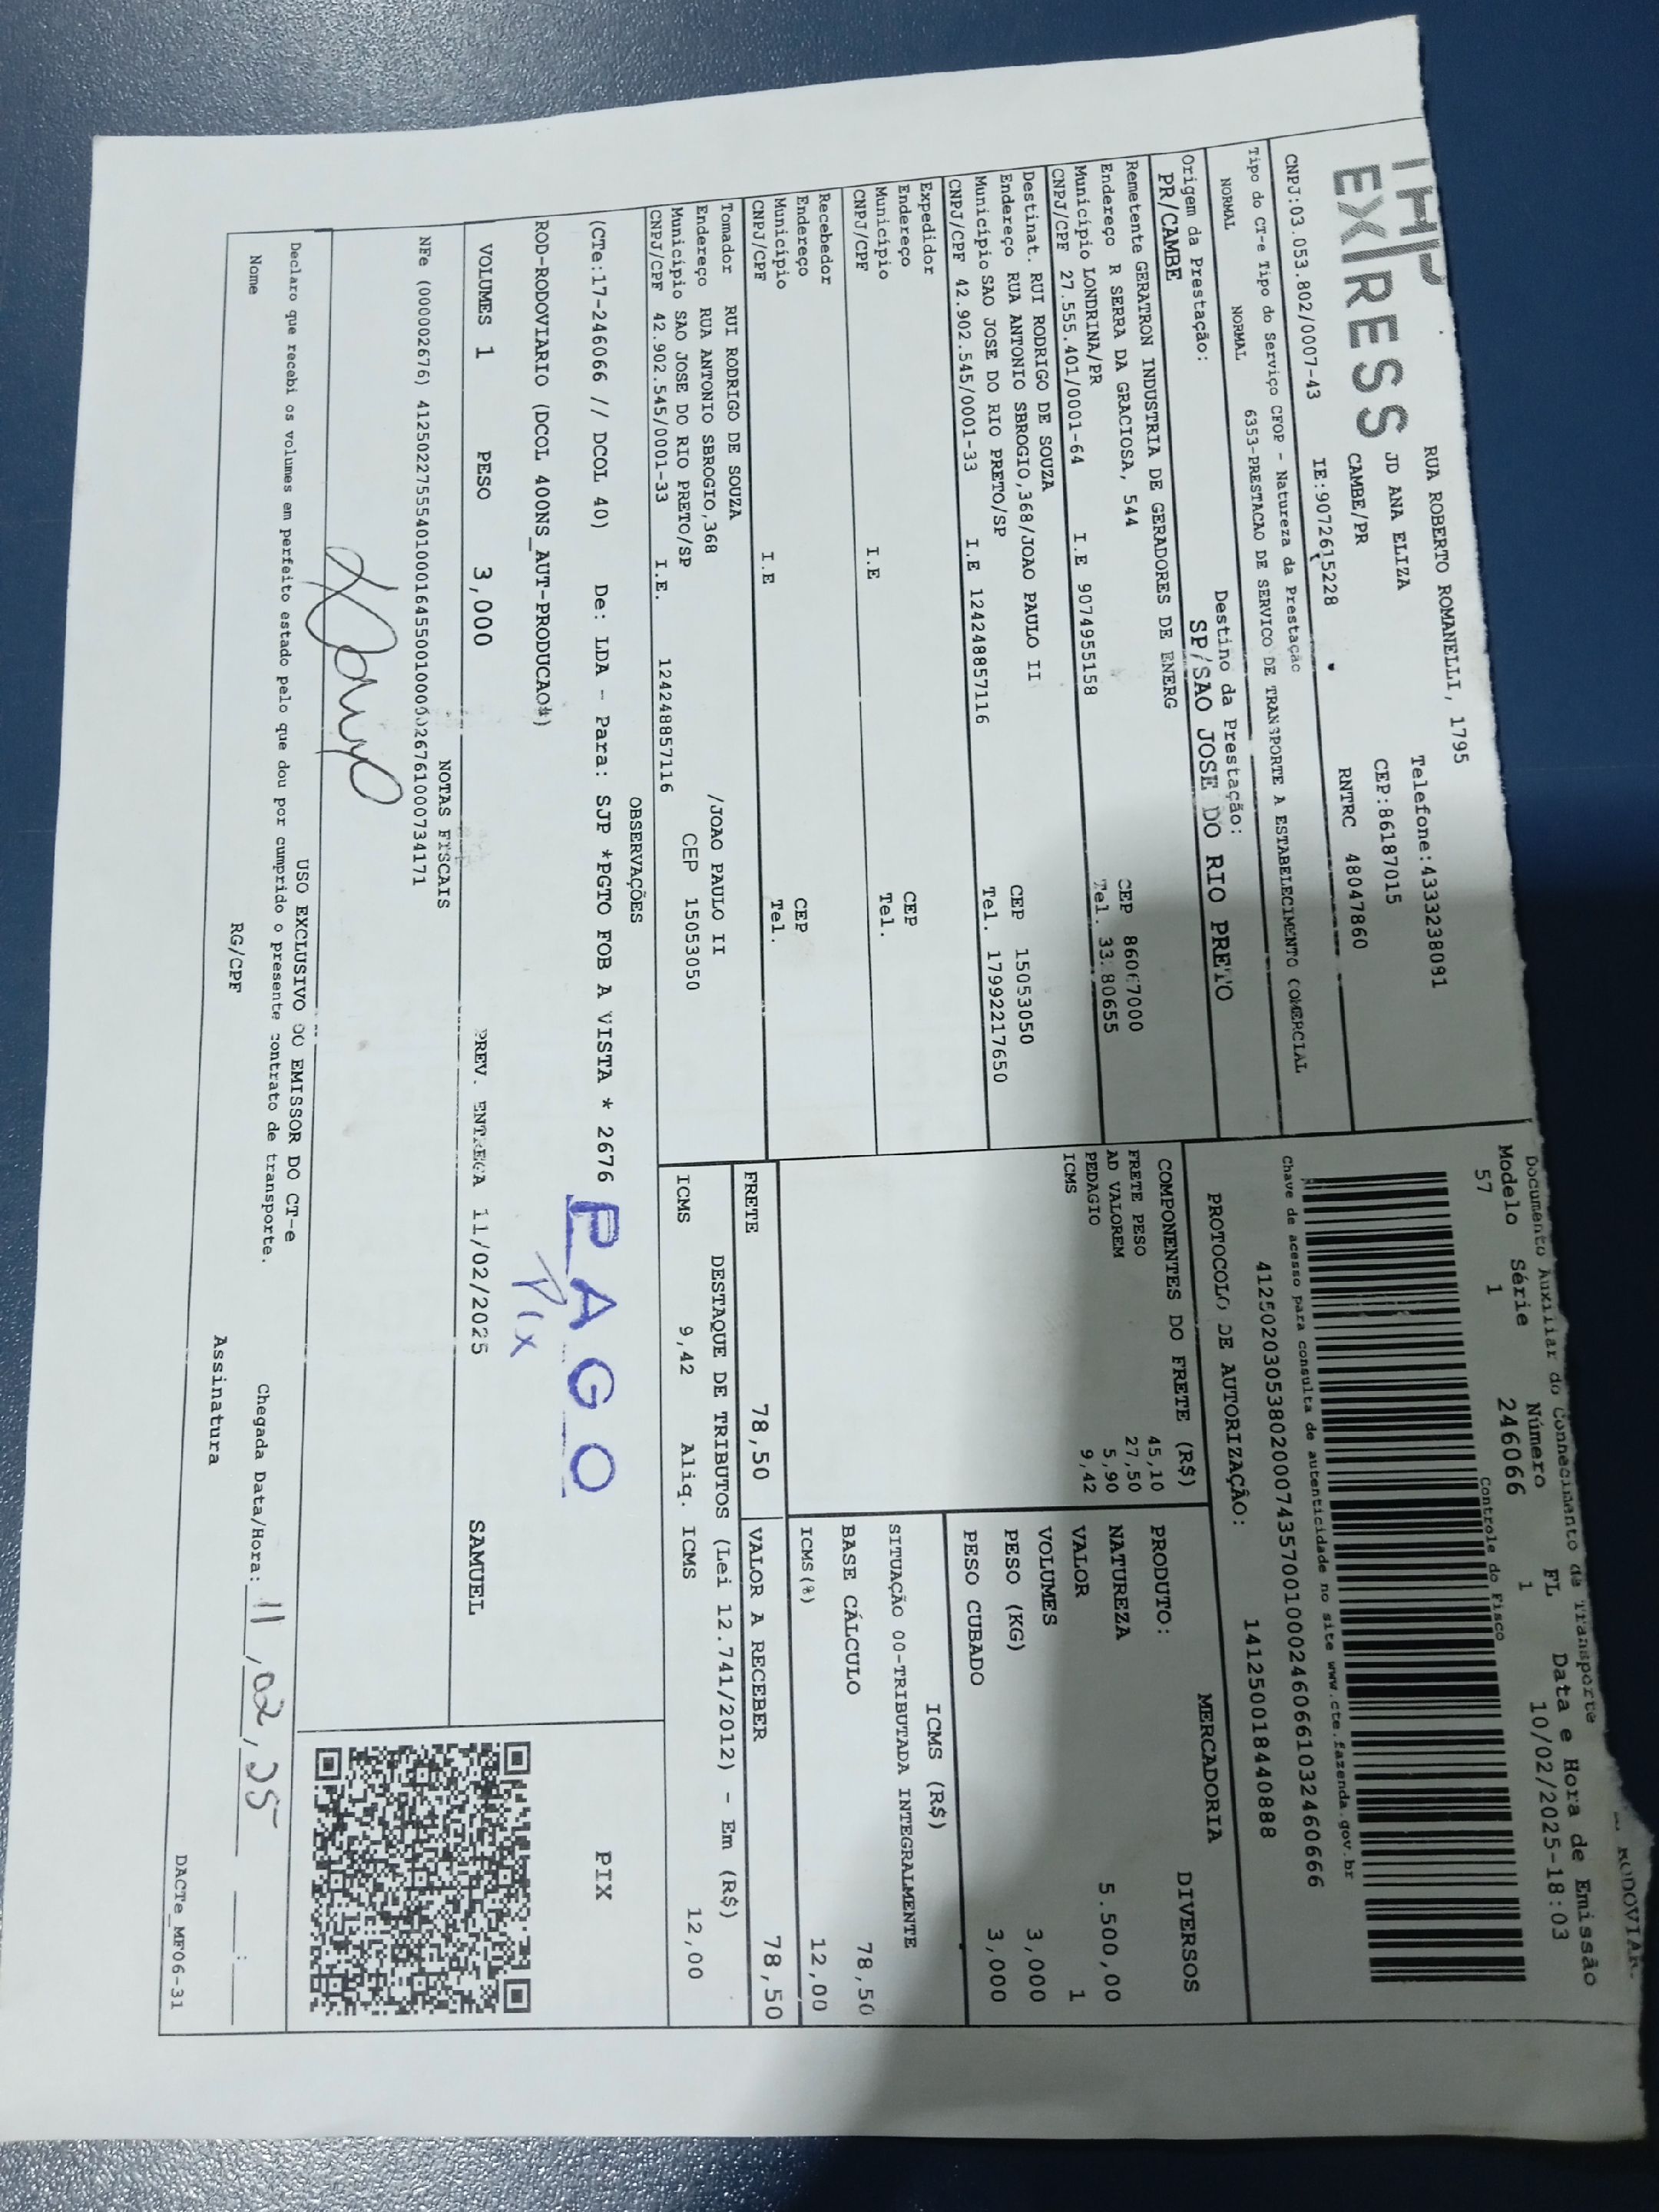 EXPRESS
RUA ROBERTO ROMANELLI, 1795
Telefone:4333238091
JD ANA ELIZA
CEP:86187015
CAMBE/PR
CNPJ:03.053.802/0007-43 IE:9072615228 RNTRC 48047860
Tipo do CT-e Tipo do Serviço CFOP - Natureza da Prestação
NORMAL NORMAL 6353-PRESTACAO DE SERVICO DE TRANSPORTE A ESTABELECIMENTO COMERCIAL
Origem da Prestação: Destino da Prestação:
PR/CAMBE SP/SAO JOSE DO RIO PRETO
Remetente GERATRON INDUSTRIA DE GERADORES DE ENERG
Endereço R SERRA DA GRACIOSA, 544 CEP 86067000
Município LONDRINA/PR Tel.
CNPJ/CPF 27.555.401/0001-64 I.E 9074955158
Destinat. RUI RODRIGO DE SOUZA
Endereço RUA ANTONIO SBROGIO,368/JOAO PAULO II CEP 15053050
Município SAO JOSE DO RIO PRETO/SP Tel. 17992217650
CNPJ/CPF 42.902.545/0001-33 I.E 124248857116
Expedidor
Endereço CEP
Município Tel.
CNPJ/CPF I.E
Recebedor
Endereço CEP
Município Tel.
CNPJ/CPF I.E
Tomador RUI RODRIGO DE SOUZA
Endereço RUA ANTONIO SBROGIO,368 /JOAO PAULO II
Município SAO JOSE DO RIO PRETO/SP CEP 15053050
CNPJ/CPF 42.902.545/0001-33 I.E. 124248857116
RODOVIAR
Documento Auxiliar do Conhecimento de Transporte
Modelo Série Número FL Data e Hora de Emissão
57 1 246066 1 10/02/2025-18:03
Controle do Fisco
Chave de acesso para consulta de autenticidade no site www.cte.fazenda.gov.br
41250203053802000743570010002460661032460666
PROTOCOLO DE AUTORIZAÇÃO: 141250018440888
COMPONENTES DO FRETE (R$)
FRETE PESO 45,10
AD VALOREM 27,50
PEDAGIO 5,90
ICMS 9,42
MERCADORIA
PRODUTO: DIVERSOS
NATUREZA
VALOR 5.500,00
VOLUMES 1
PESO (KG) 3,000
PESO CUBADO 3,000
ICMS (R$)
SITUAÇÃO 00-TRIBUTADA INTEGRALMENTE
BASE CÁLCULO 78,50
ICMS(%) 12,00
FRETE 78,50 VALOR A RECEBER 78,50
DESTAQUE DE TRIBUTOS (Lei 12.741/2012) - Em (R$)
ICMS 9,42 Aliq. ICMS 12,00
OBSERVAÇÕES
(CTe:17-246066 // DCOL 40) De: LDA - Para: SJP *PGTO FOB A VISTA * 2676
PAGO
Pix
ROD-RODOVIARIO (DCOL 400NS_AUT-PRODUCAO*)
PIX
VOLUMES 1 PESO 3,000 PREV. ENTREGA 11/02/2025 SAMUEL
NOTAS FISCAIS
NFe (000002676) 41250227555401000164550010000026761000734171
USO EXCLUSIVO DO EMISSOR DO CT-e
Declaro que recebi os volumes em perfeito estado pelo que dou por cumprido o presente contrato de transporte.
Chegada Data/Hora: 11/02/25
Nome RG/CPF Assinatura
DACTe_MF06-31